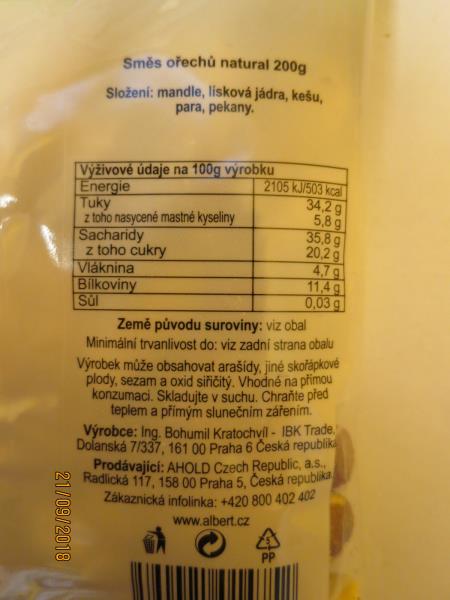 Směs ořechů natural 200g
Složení: mandle, lísková jádra, kešu,
para, pekany.
Výživové údaje na 100g výrobku
Energie 2105 kJ/503 kcal
Tuky 34,2 g
z toho nasycené mastné kyseliny 5,8 g
Sacharidy 35,8 g
z toho cukry 20,2 g
Vláknina 4,7 g
Bílkoviny 11,4 g
Sůl 0,03 g
Země původu suroviny: viz obal
Minimální trvanlivost do: viz zadní strana obalu
Výrobek může obsahovat arašídy, jiné skořápkové
plody, sezam a oxid siřičitý. Vhodné na přímou
konzumaci. Skladujte v suchu. Chraňte před
teplem a přímým slunečním zářením.
Výrobce: Ing. Bohumil Kratochvíl - IBK Trade,
Dolanská 7/337, 161 00 Praha 6 Česká republika
Prodávající: AHOLD Czech Republic, a.s.,
Radlická 117, 158 00 Praha 5, Česká republika.
Zákaznická infolinka: +420 800 402 402
www.albert.cz
5
PP
21/09/2018